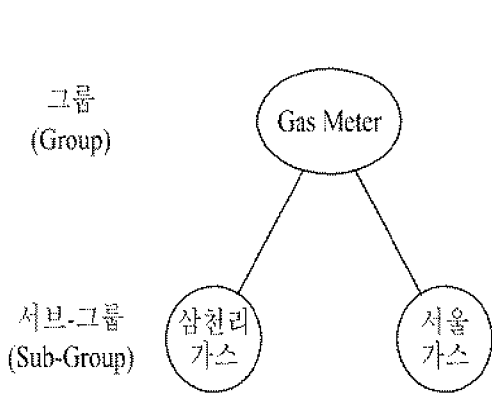 그룹
(Group)
Gas Meter
서브-그룹
(Sub-Group)
삼천리
가스
서울
가스